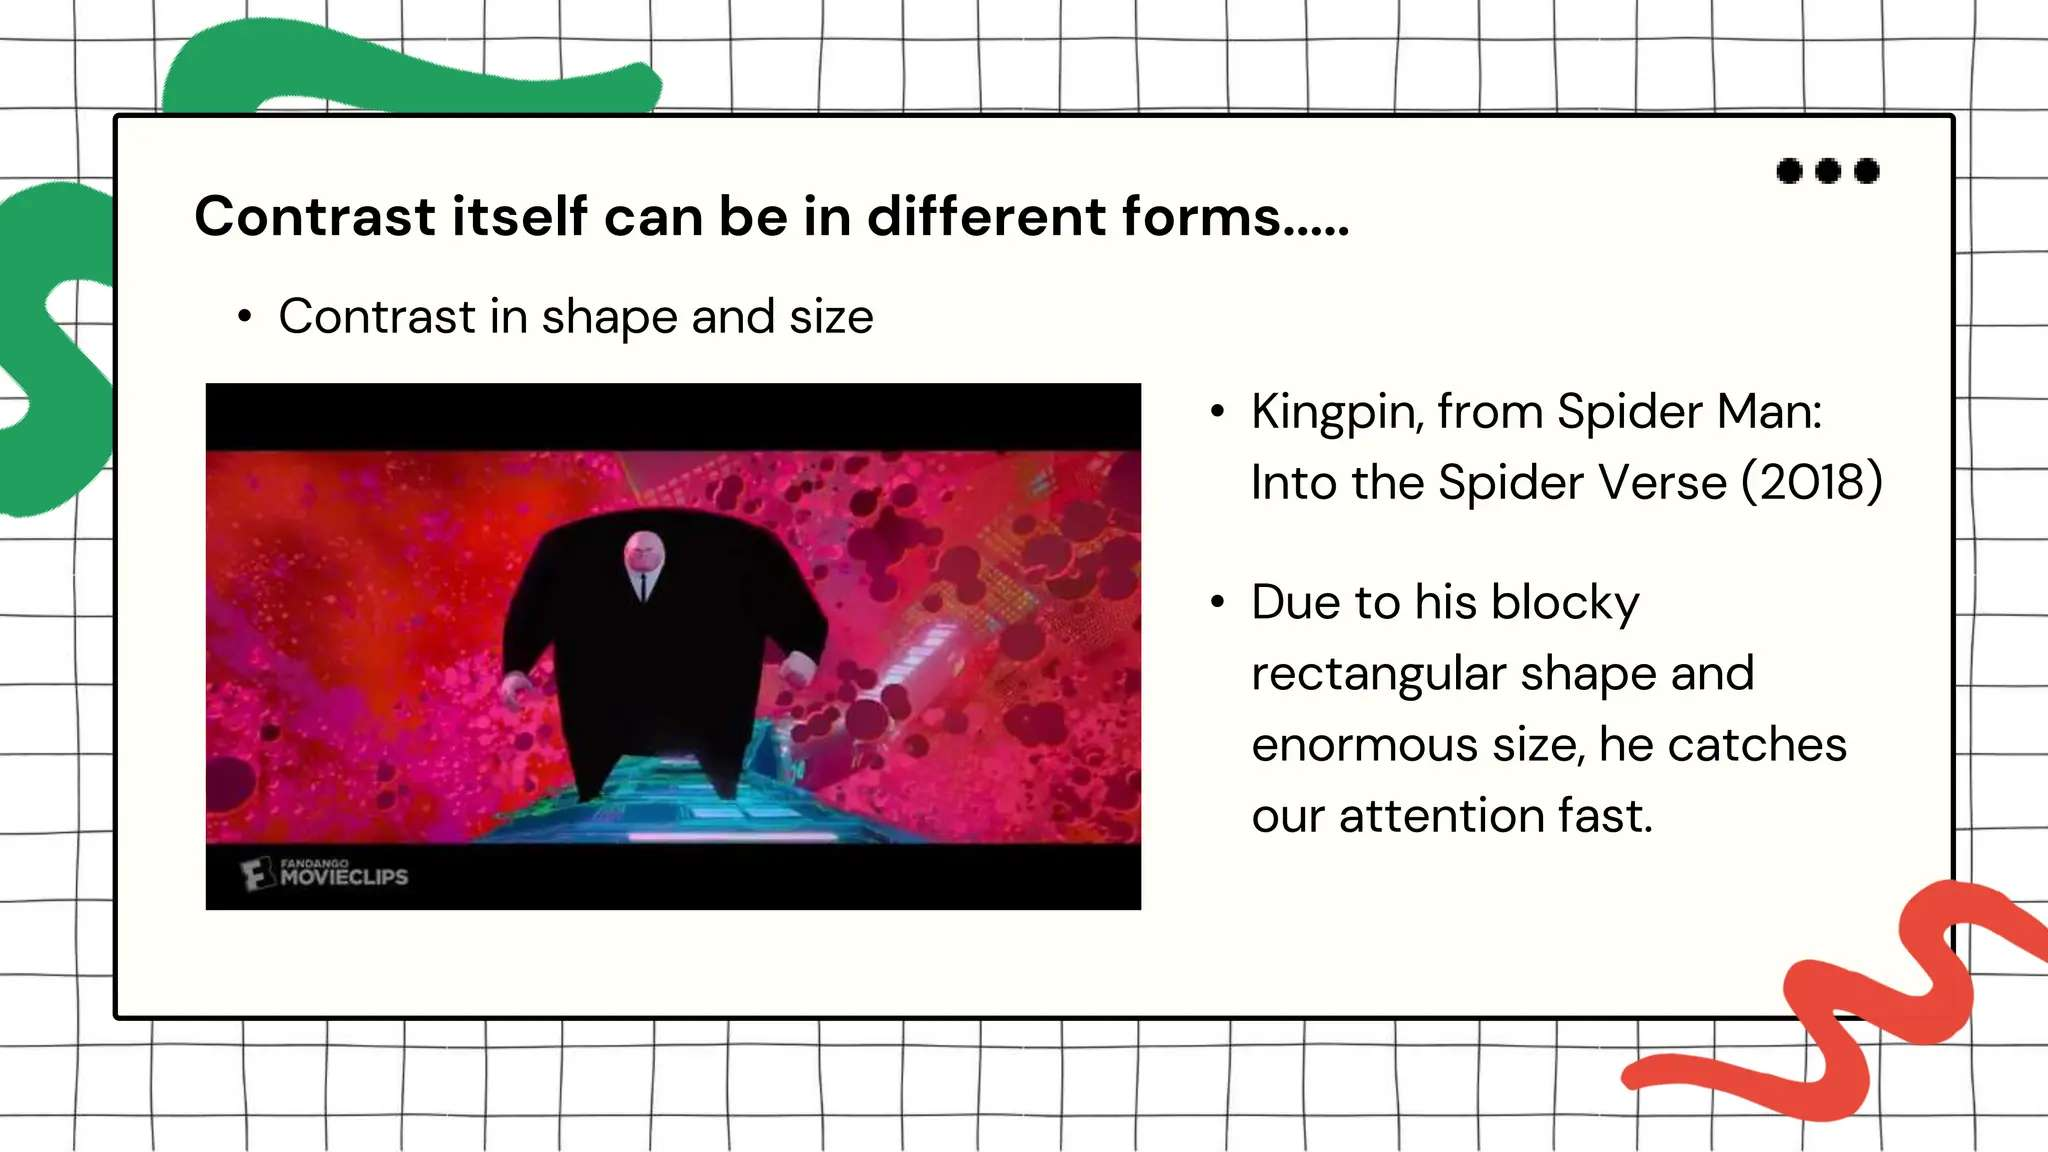 Contrast itself can be in different forms.....
• Contrast in shape and size
• Kingpin, from Spider Man:
Into the Spider Verse (2018)
• Due to his blocky
rectangular shape and
enormous size, he catches
our attention fast.
FANDANGO
MOVIECLIPS